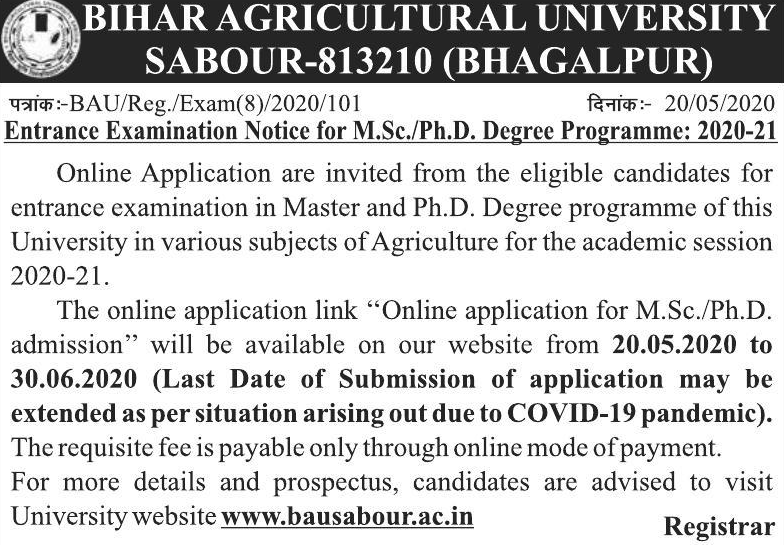 BIHAR AGRICULTURAL UNIVERSITY
SABOUR-813210 (BHAGALPUR)
पत्रांक :-BAU/Reg./Exam(8)/2020/101 दिनांक :- 20/05/2020
Entrance Examination Notice for M.Sc./Ph.D. Degree Programme: 2020-21
Online Application are invited from the eligible candidates for
entrance examination in Master and Ph.D. Degree programme of this
University in various subjects of Agriculture for the academic session
2020-21.
The online application link ‘‘Online application for M.Sc./Ph.D.
admission’’ will be available on our website from 20.05.2020 to
30.06.2020 (Last Date of Submission of application may be
extended as per situation arising out due to COVID-19 pandemic).
The requisite fee is payable only through online mode of payment.
For more details and prospectus, candidates are advised to visit
University website www.bausabour.ac.in
Registrar